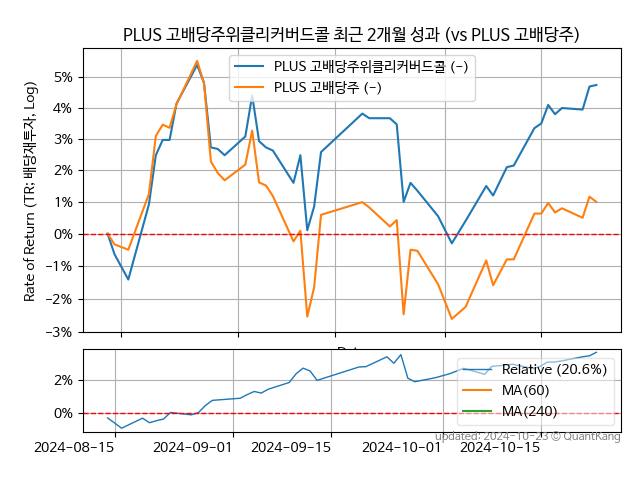 PLUS 고배당주위클리커버드콜 최근 2개월 성과 (vs PLUS 고배당주)
PLUS 고배당주위클리커버드콜 (-)
PLUS 고배당주 (-)
Rate of Return (TR: 배당재투자, Log)
5%
4%
3%
2%
1%
0%
−1%
−2%
−3%
2%
0%
Relative (20.6%)
MA(60)
MA(240)
2024-08-15
2024-09-01
2024-09-15
2024-10-01
2024-10-15
updated: 2024-10-23 © QuantKang